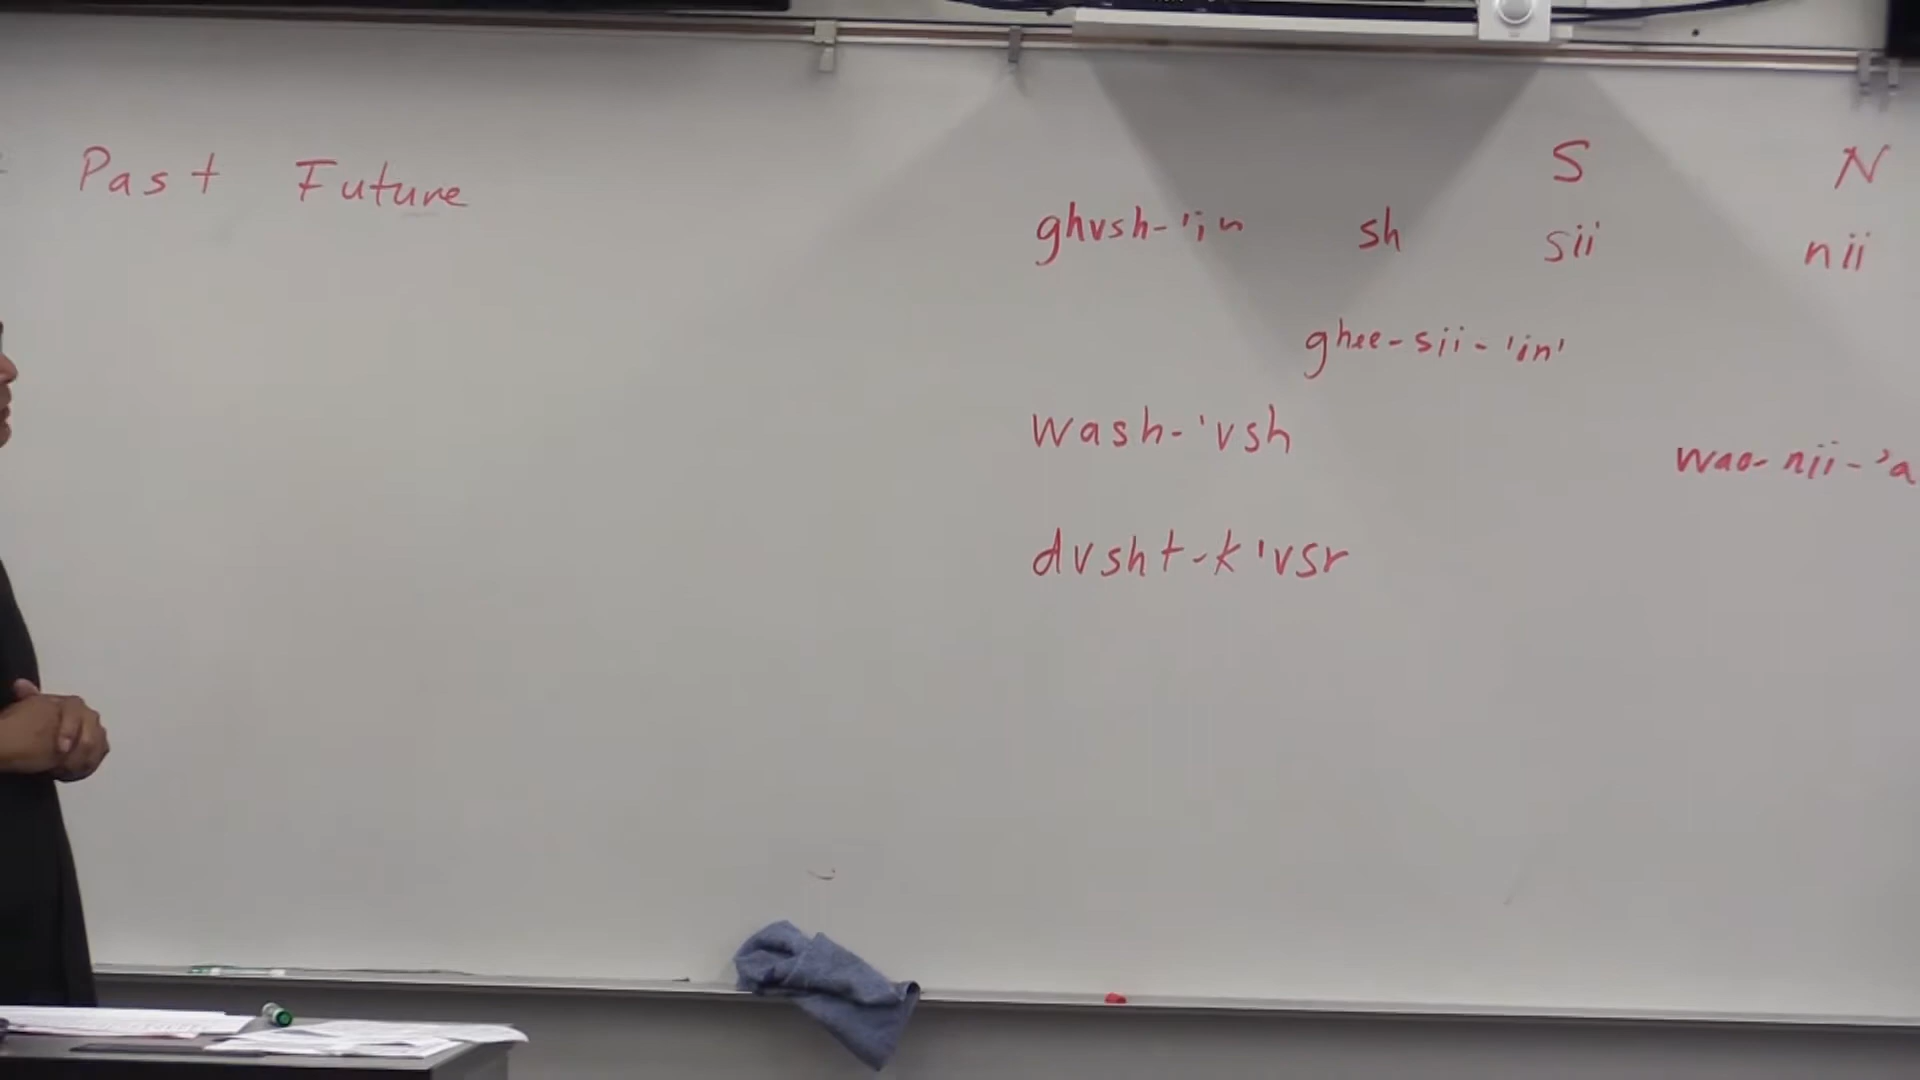 Past Future
S N
ghvsh-'in sh sii nii
ghee-sii-'in'
wash-'vsh
wao-nii-'a
dvsht-k'vsr